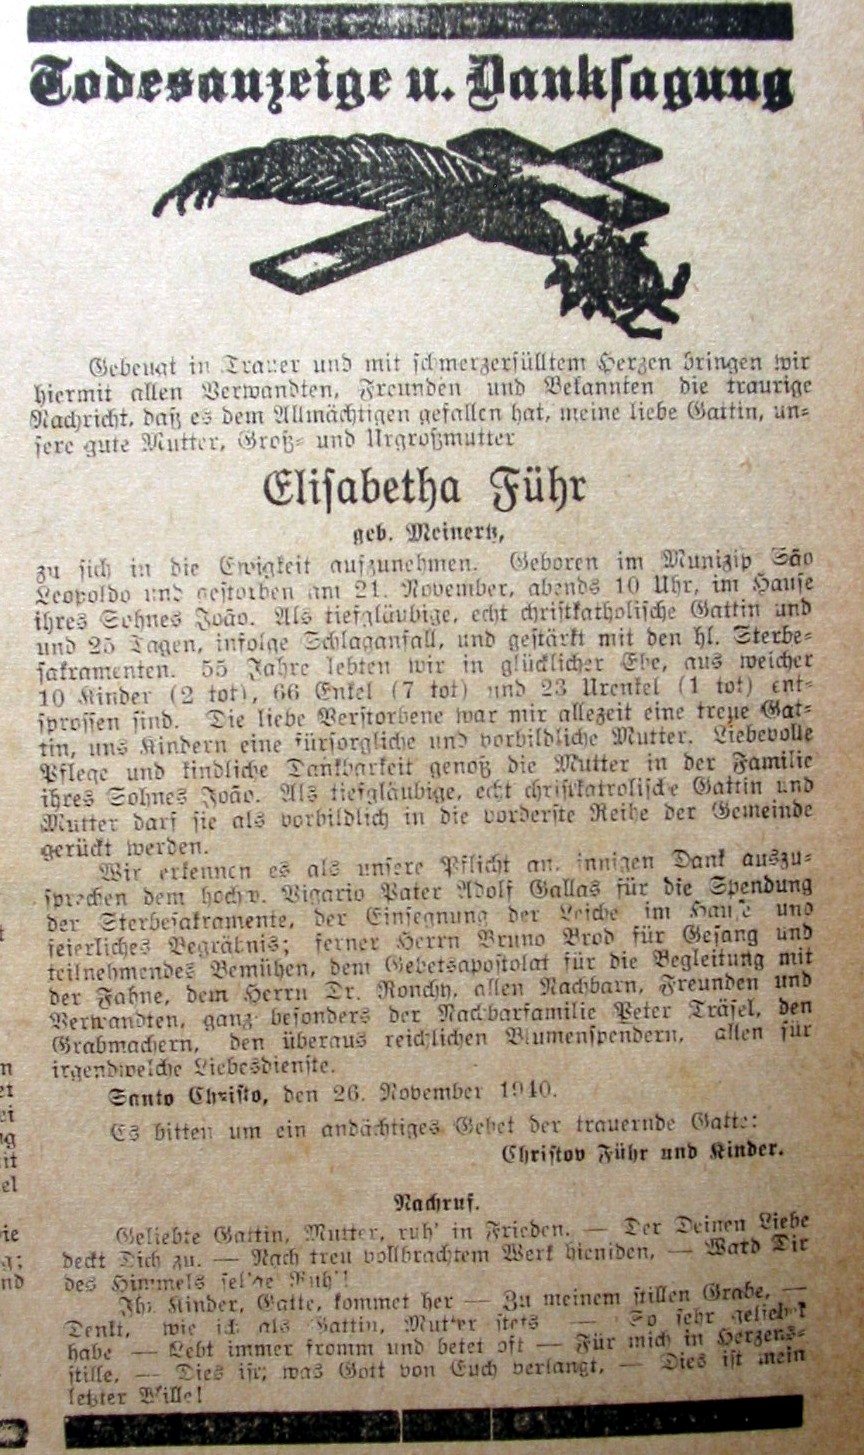 Todesanzeige u. Danksagung
Gebeugt in Trauer und mit schmerzerfülltem Herzen bringen wir
hiermit allen Verwandten, Freunden und Bekannten die traurige
Nachricht, daß es dem Allmächtigen gefallen hat, meine liebe Gattin, un=
sere gute Mutter, Groß= und Urgroßmutter
Elisabetha Führ
geb. Meinertz,
zu sich in die Ewigkeit aufzunehmen. Geboren im Munizip São
Leopoldo und gestorben am 21. November, abends 10 Uhr, im Hause
ihres Sohnes João. Als tiefgläubige, echt christkatholische Gattin und
und 25 Tagen, infolge Schlaganfall, und gestärkt mit den hl. Sterbe=
sakramenten. 55 Jahre lebten wir in glücklicher Ehe, aus welcher
10 Kinder (2 tot), 66 Enkel (7 tot) und 23 Urenkel (1 tot) ent=
sprossen sind. Die liebe Verstorbene war mir allezeit eine treue Gat=
tin, uns Kindern eine fürsorgliche und vorbildliche Mutter. Liebevolle
Pflege und kindliche Dankbarkeit genoß die Mutter in der Familie
ihres Sohnes João. Als tiefgläubige, echt christkatholische Gattin und
Mutter darf sie als vorbildlich in die vorderste Reihe der Gemeinde
gerückt werden.
Wir erkennen es als unsere Pflicht an, innigen Dank auszu=
sprechen dem hochw. Vigario Pater Adolf Gallas für die Spendung
der Sterbesakramente, der Einsegnung der Leiche im Hause und
feierliches Begräbnis; ferner Herrn Bruno Brod für Gesang und
teilnehmendes Bemühen, dem Gebetsapostolat für die Begleitung mit
der Fahne, dem Herrn Dr. Ronchy, allen Nachbarn, Freunden und
Verwandten, ganz besonders der Nachbarfamilie Peter Träsel, den
Grabmachern, den überaus reichlichen Blumenspendern, allen für
irgendwelche Liebesdienste.
Santo Christo, den 26. November 1940.
Es bitten um ein andächtiges Gebet der trauernde Gatte:
Christov Führ und Kinder.
Nachruf.
Geliebte Gattin, Mutter, ruh' in Frieden. — Der Deinen Liebe
deckt Dich zu. — Nach treu vollbrachtem Werk hieniden, — Ward Dir
des Himmels sel'ge Ruh'!
Ihr Kinder, Gatte, kommet her — Zu meinem stillen Grabe, —
Denkt, wie ich als Gattin, Mutter stets — So sehr geliebt
habe — Lebt immer fromm und betet oft — Für mich in Herzens=
stille, — Dies ist, was Gott von Euch verlangt, — Dies ist mein
letzter Wille!